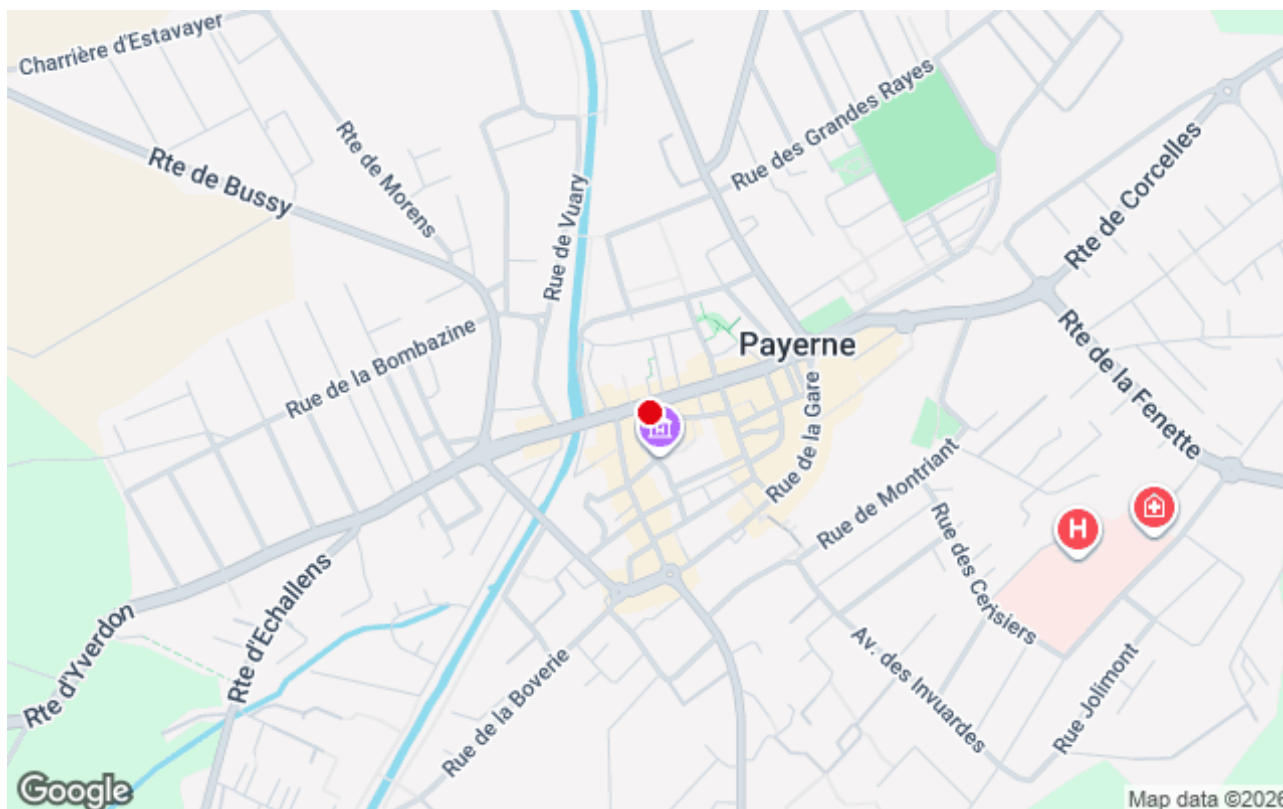 Charrière d'Estavayer
Rte de Bussy
Rte de Morens
Rue de Vuary
Rue des Grandes Rayes
Rte de Corcelles
Rue de la Bombazine
Payerne
Rte de la Fenette
Rue de la Gare
Rue de Montriant
H
Rue des Cerisiers
Rte d'Echallens
Rte d'Yverdon
Rue de la Boverie
Av. des Invuardes
Rue Jolimont
Google
Map data ©2026